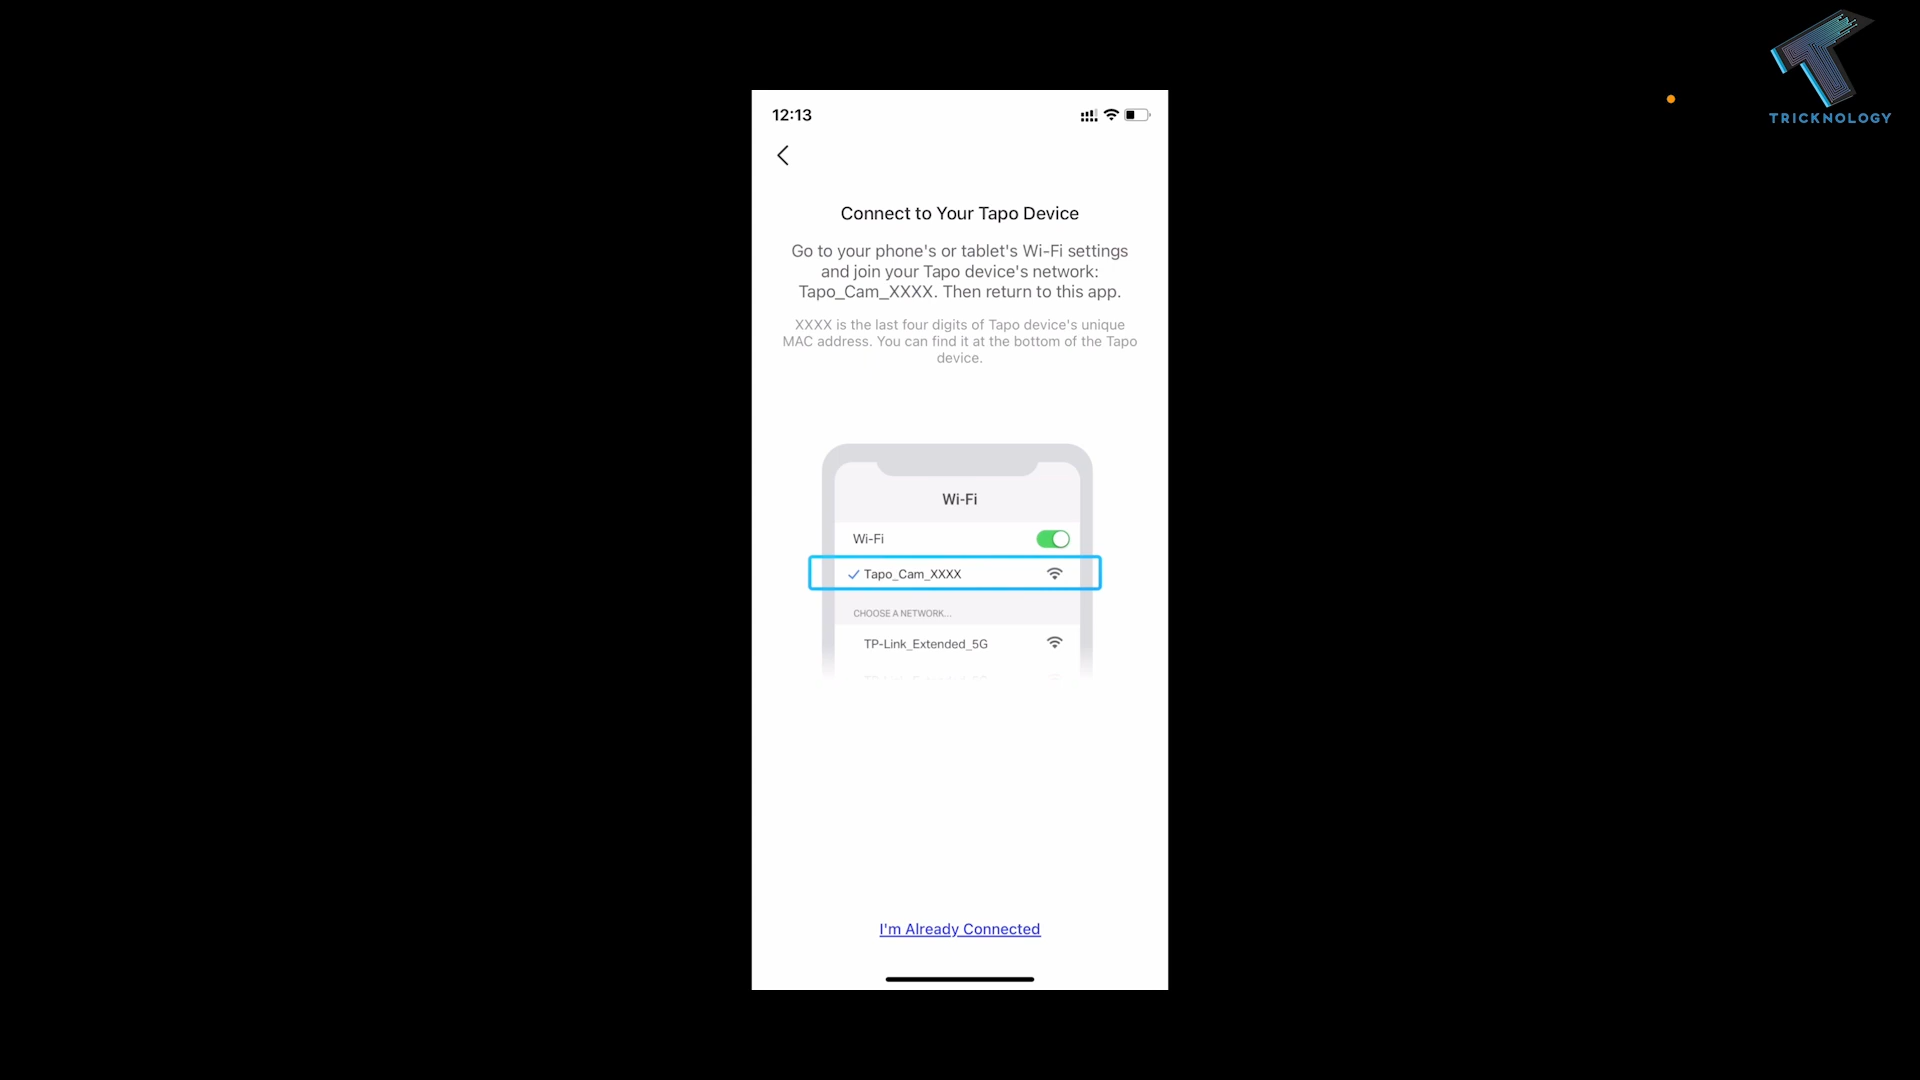 TRICKNOLOGY
12:13
Connect to Your Tapo Device
Go to your phone's or tablet's Wi-Fi settings
and join your Tapo device's network:
Tapo_Cam_XXXX. Then return to this app.
XXXX is the last four digits of Tapo device's unique
MAC address. You can find it at the bottom of the Tapo
device.
Wi-Fi
Wi-Fi
Tapo_Cam_XXXX
CHOOSE A NETWORK...
TP-Link_Extended_5G
I'm Already Connected